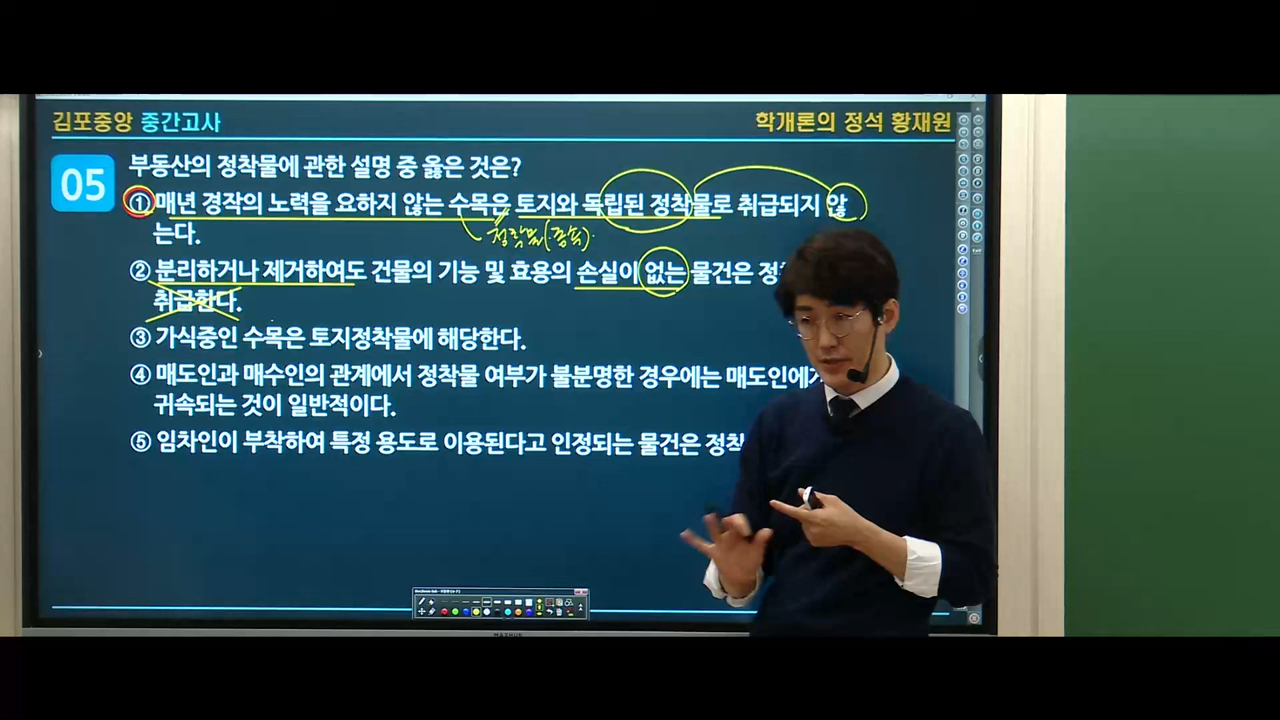 김포중앙 중간고사
학개론의 정석 황재원
05
부동산의 정착물에 관한 설명 중 옳은 것은?
① 매년 경작의 노력을 요하지 않는 수목은 토지와 독립된 정착물로 취급되지 않
는다.
정착물(종속)
② 분리하거나 제거하여도 건물의 기능 및 효용의 손실이 없는 물건은
취급한다.
③ 가식중인 수목은 토지정착물에 해당한다.
④ 매도인과 매수인의 관계에서 정착물 여부가 불분명한 경우에는
귀속되는 것이 일반적이다.
⑤ 임차인이 부착하여 특정 용도로 이용된다고 인정되는 물건은